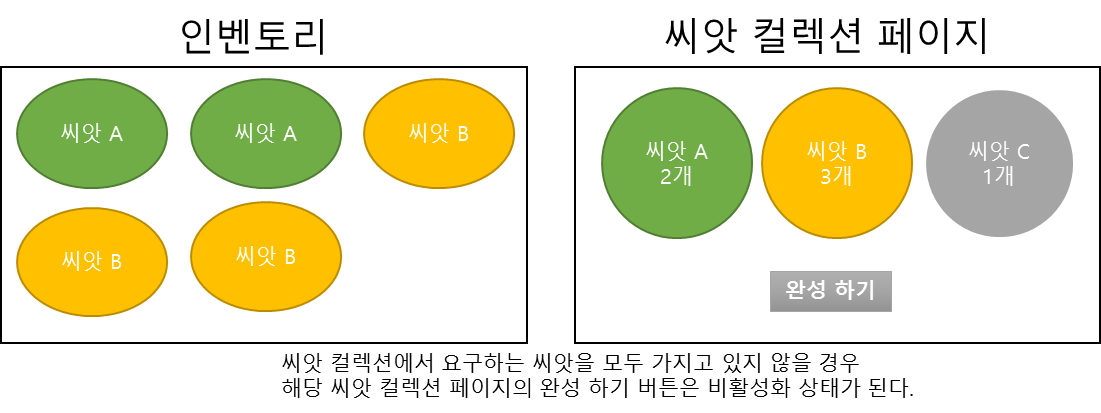 인벤토리
씨앗 A
씨앗 A
씨앗 B
씨앗 B
씨앗 B
씨앗 컬렉션 페이지
씨앗 A
2개
씨앗 B
3개
씨앗 C
1개
완성 하기
씨앗 컬렉션에서 요구하는 씨앗을 모두 가지고 있지 않을 경우
해당 씨앗 컬렉션 페이지의 완성 하기 버튼은 비활성화 상태가 된다.